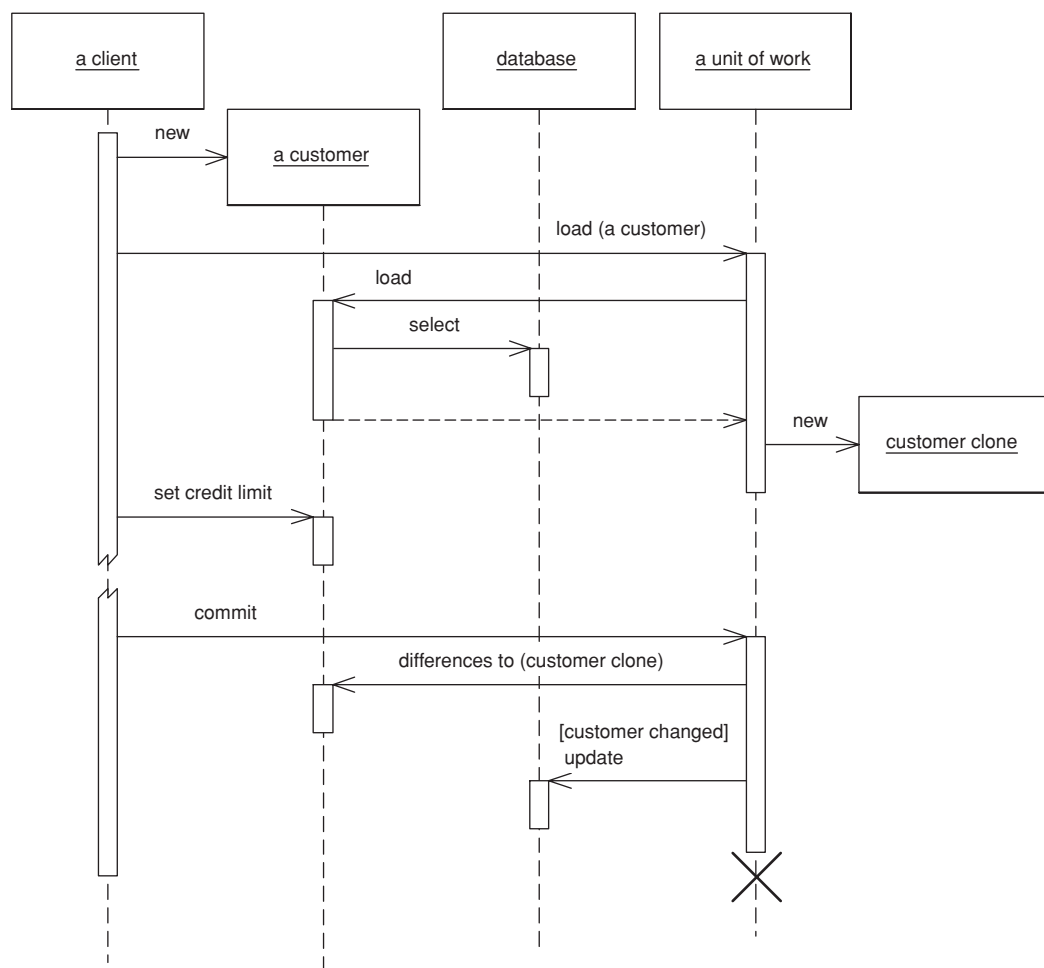 a client
database
a unit of work
new
a customer
load (a customer)
load
select
new
customer clone
set credit limit
commit
differences to (customer clone)
[customer changed]
update